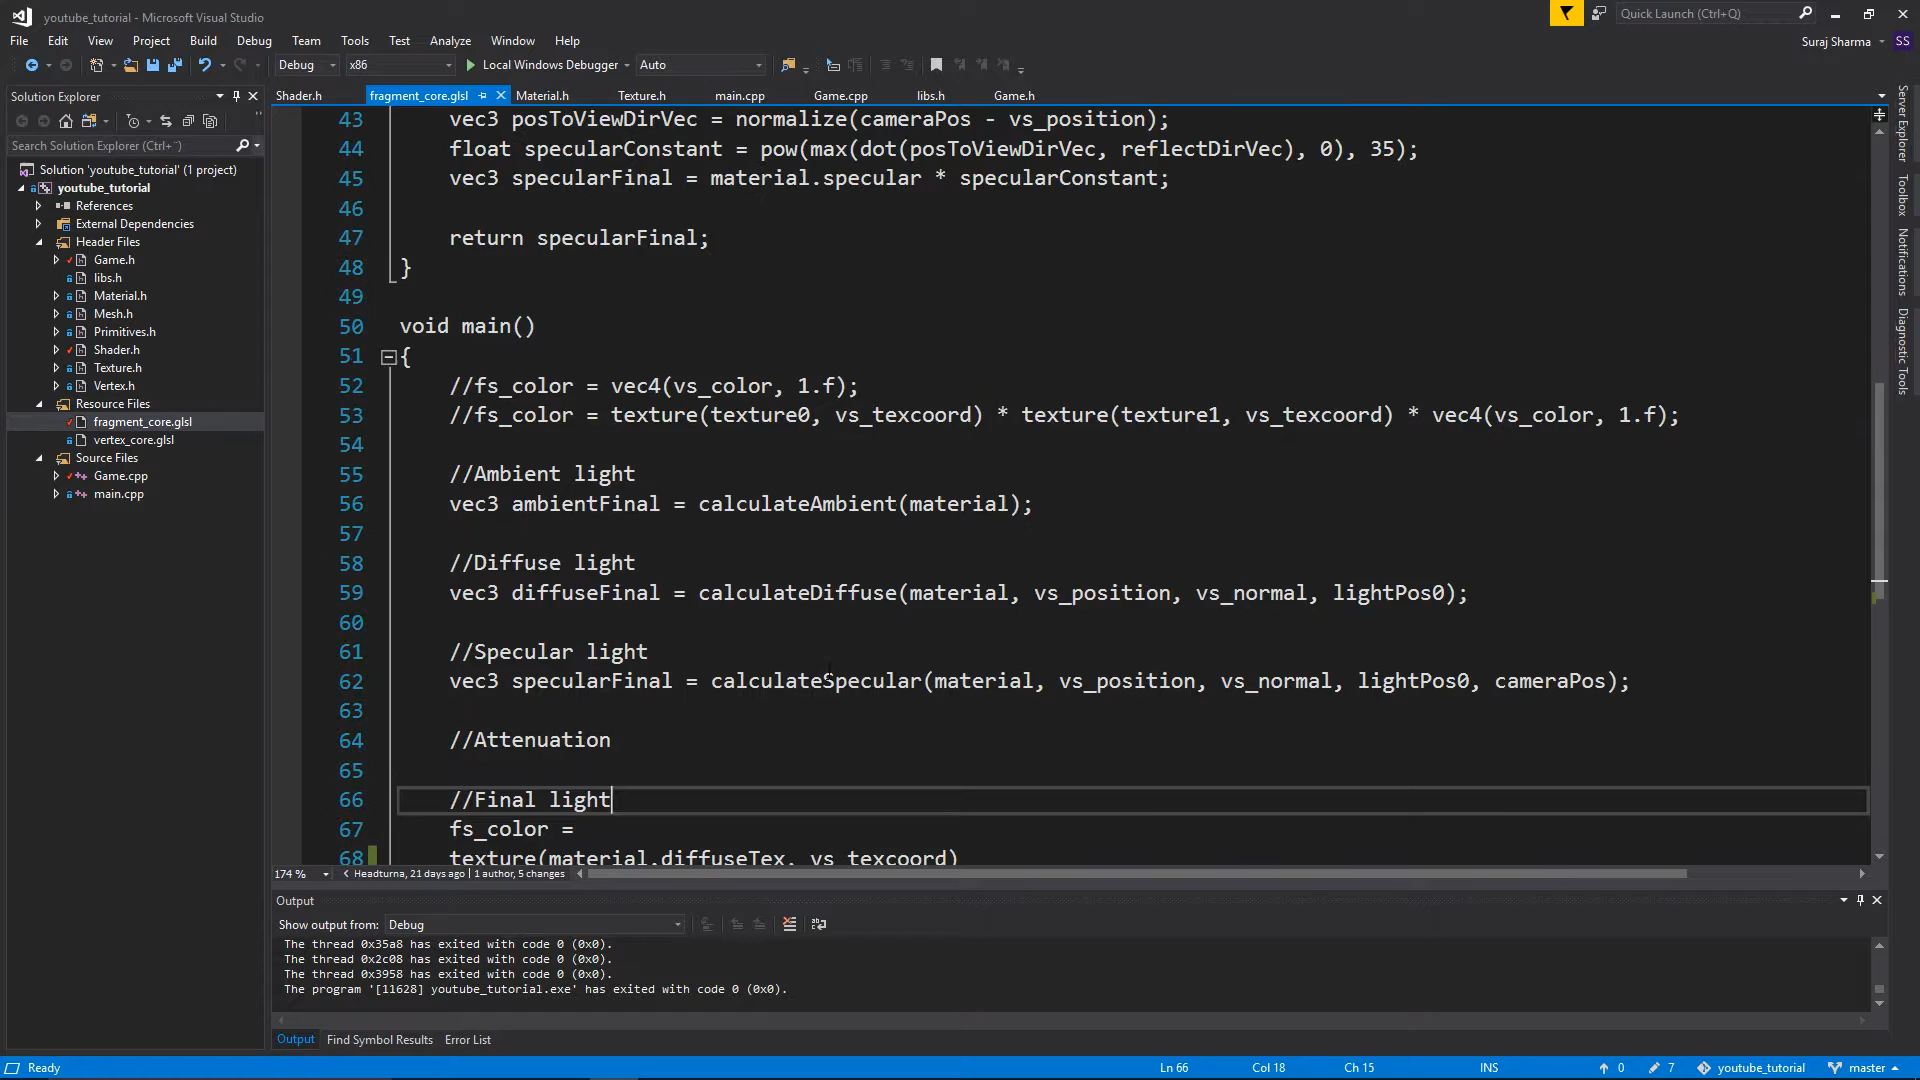 youtube_tutorial - Microsoft Visual Studio
Quick Launch (Ctrl+Q)
File Edit View Project Build Debug Team Tools Test Analyze Window Help
Suraj Sharma SS
Debug x86 Local Windows Debugger Auto
Solution Explorer
Shader.h fragment_core.glsl Material.h Texture.h main.cpp Game.cpp libs.h Game.h
Search Solution Explorer (Ctrl+¨)
Solution 'youtube_tutorial' (1 project)
youtube_tutorial
References
External Dependencies
Header Files
Game.h
libs.h
Material.h
Mesh.h
Primitives.h
Shader.h
Texture.h
Vertex.h
Resource Files
fragment_core.glsl
vertex_core.glsl
Source Files
Game.cpp
main.cpp
43 vec3 posToViewDirVec = normalize(cameraPos - vs_position);
44 float specularConstant = pow(max(dot(posToViewDirVec, reflectDirVec), 0), 35);
45 vec3 specularFinal = material.specular * specularConstant;
46
47 return specularFinal;
48 }
49
50 void main()
51 {
52 //fs_color = vec4(vs_color, 1.f);
53 //fs_color = texture(texture0, vs_texcoord) * texture(texture1, vs_texcoord) * vec4(vs_color, 1.f);
54
55 //Ambient light
56 vec3 ambientFinal = calculateAmbient(material);
57
58 //Diffuse light
59 vec3 diffuseFinal = calculateDiffuse(material, vs_position, vs_normal, lightPos0);
60
61 //Specular light
62 vec3 specularFinal = calculateSpecular(material, vs_position, vs_normal, lightPos0, cameraPos);
63
64 //Attenuation
65
66 //Final light
67 fs_color =
68 texture(material.diffuseTex, vs_texcoord)
174 % Headturna, 21 days ago | 1 author, 5 changes
Output
Show output from: Debug
The thread 0x35a8 has exited with code 0 (0x0).
The thread 0x2c08 has exited with code 0 (0x0).
The thread 0x3958 has exited with code 0 (0x0).
The program '[11628] youtube_tutorial.exe' has exited with code 0 (0x0).
Output Find Symbol Results Error List
Ready Ln 66 Col 18 Ch 15 INS 0 7 youtube_tutorial master
Server Explorer
Toolbox
Notifications
Diagnostic Tools